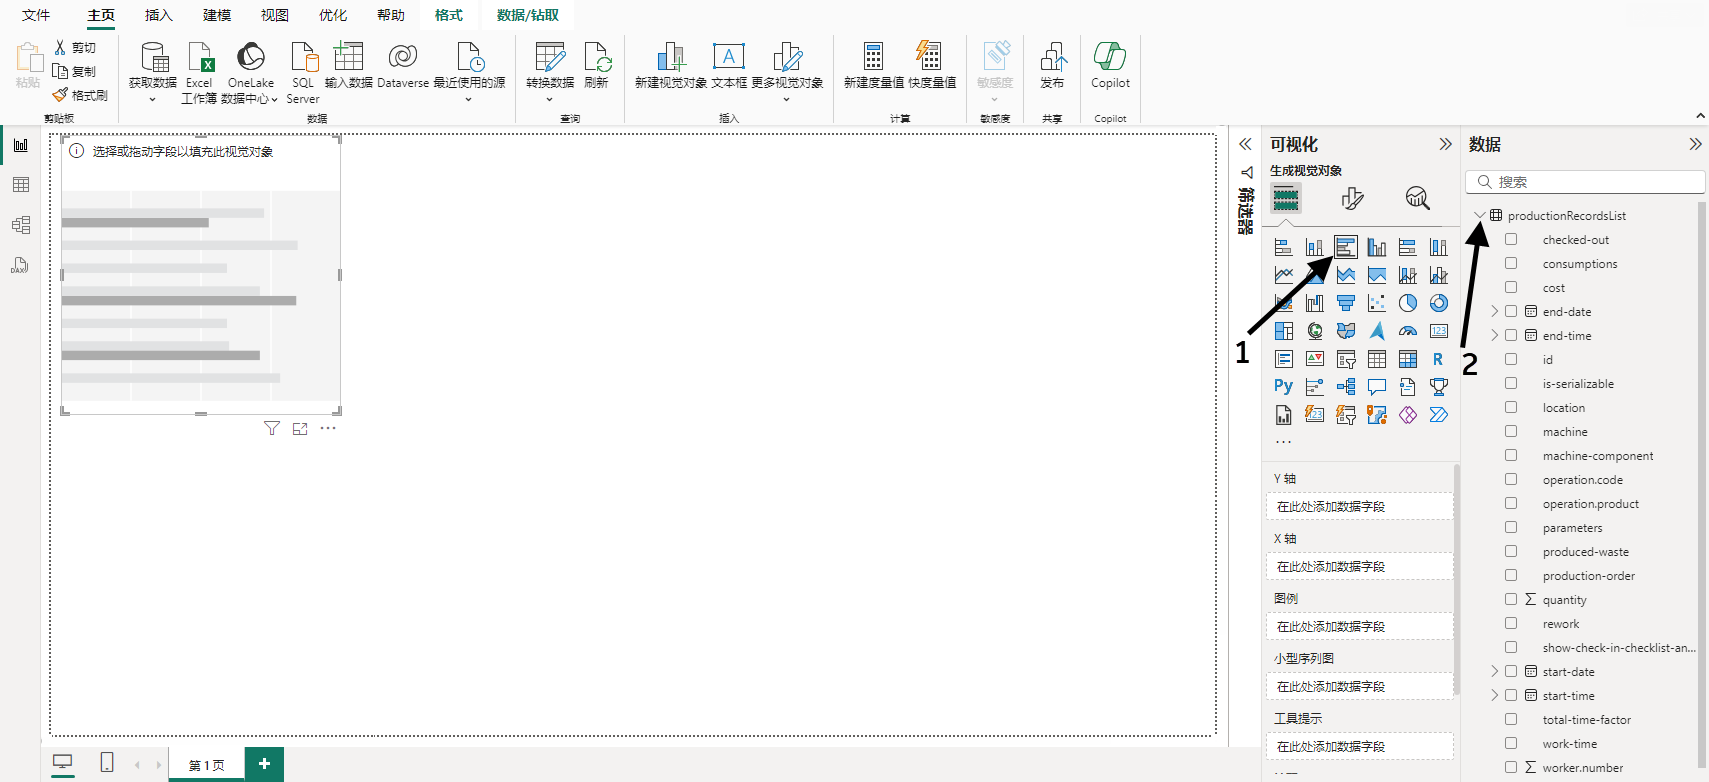 文件 主页 插入 建模 视图 优化 帮助 格式 数据/钻取
粘贴
剪切
复制
格式刷
剪贴板
获取数据
Excel
工作簿
OneLake
数据中心
SQL
Server
输入数据
Dataverse
最近使用的源
数据
转换数据
刷新
查询
新建视觉对象
A
文本框
更多视觉对象
插入
新建度量值
快度量值
计算
敏感度
敏感度
发布
共享
Copilot
Copilot
DAX
选择或拖动字段以填充此视觉对象
筛选器
可视化
生成视觉对象
123
R
Py
123
1
2
Y 轴
在此处添加数据字段
X 轴
在此处添加数据字段
图例
在此处添加数据字段
小型序列图
在此处添加数据字段
工具提示
在此处添加数据字段
数据
搜索
productionRecordsList
checked-out
consumptions
cost
end-date
end-time
id
is-serializable
location
machine
machine-component
operation.code
operation.product
parameters
produced-waste
production-order
Σ quantity
rework
show-check-in-checklist-an...
start-date
start-time
total-time-factor
work-time
Σ worker.number
第 1 页
+